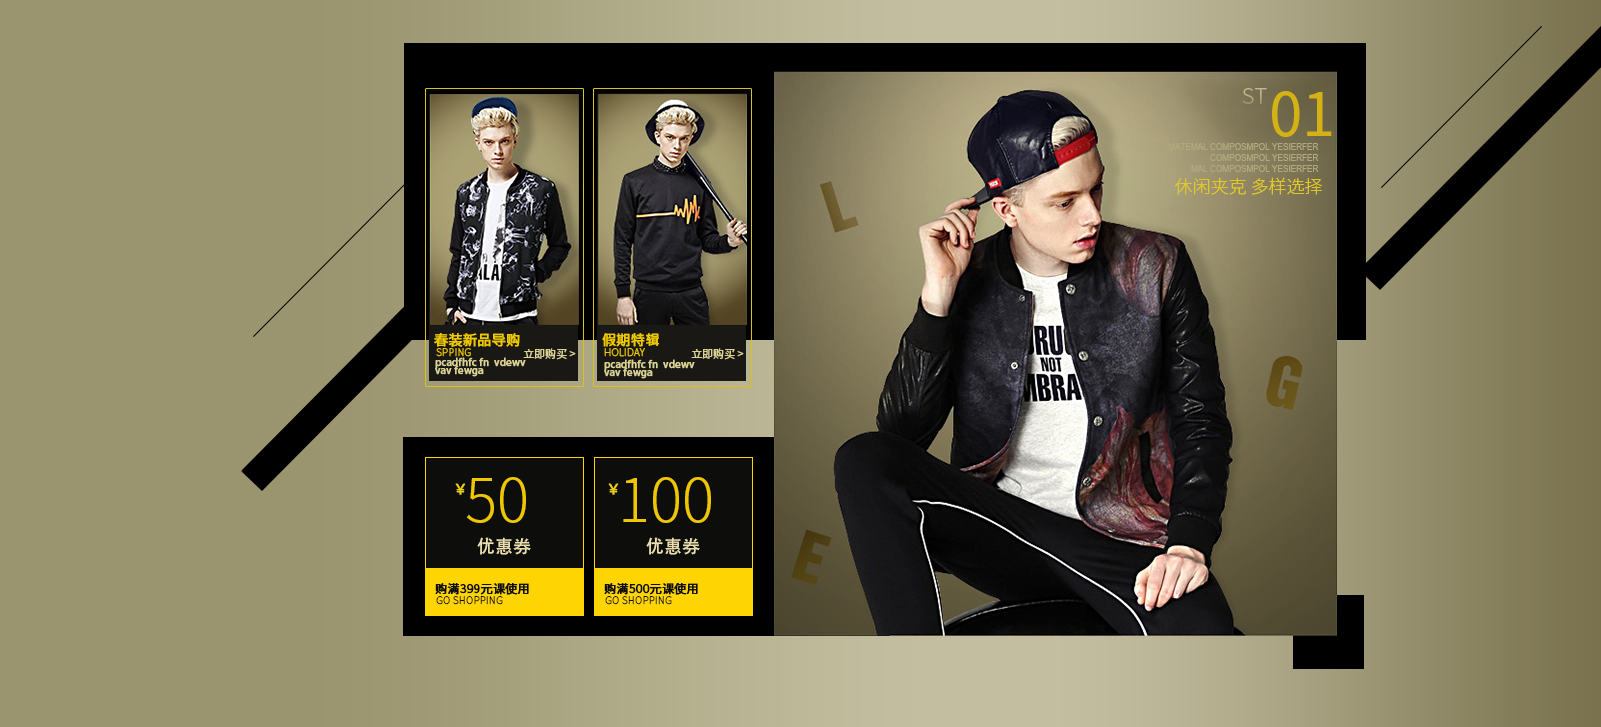 春装新品导购
SPPING
立即购买 >
pcadfhfc fn vdewv
vav fewga
假期特辑
HOLIDAY
立即购买 >
pcadfhfc fn vdewv
vav fewga
¥50
优惠券
购满399元课使用
GO SHOPPING
¥100
优惠券
购满500元课使用
GO SHOPPING
ST 01
MATEMAL COMPOSMPOL YESIERFER
COMPOSMPOL YESIERFER
MAL COMPOSMPOL YESIERFER
休闲夹克 多样选择
L
NOT
G
E